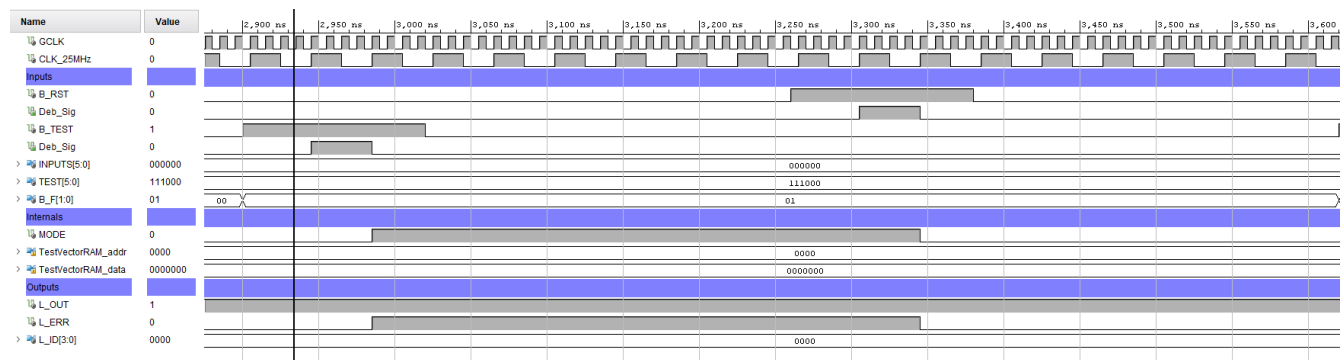 Name Value 2,900 ns 2,950 ns 3,000 ns 3,050 ns 3,100 ns 3,150 ns 3,200 ns 3,250 ns 3,300 ns 3,350 ns 3,400 ns 3,450 ns 3,500 ns 3,550 ns 3,600
GCLK 0
CLK_25MHz 0
Inputs
B_RST 0
Deb_Sig 0
B_TEST 1
Deb_Sig 0
INPUTS[5:0] 000000 000000
TEST[5:0] 111000 111000
B_F[1:0] 01 00 01
Internals
MODE 0
TestVectorRAM_addr 0000 0000
TestVectorRAM_data 0000000 0000000
Outputs
L_OUT 1
L_ERR 0
L_ID[3:0] 0000 0000